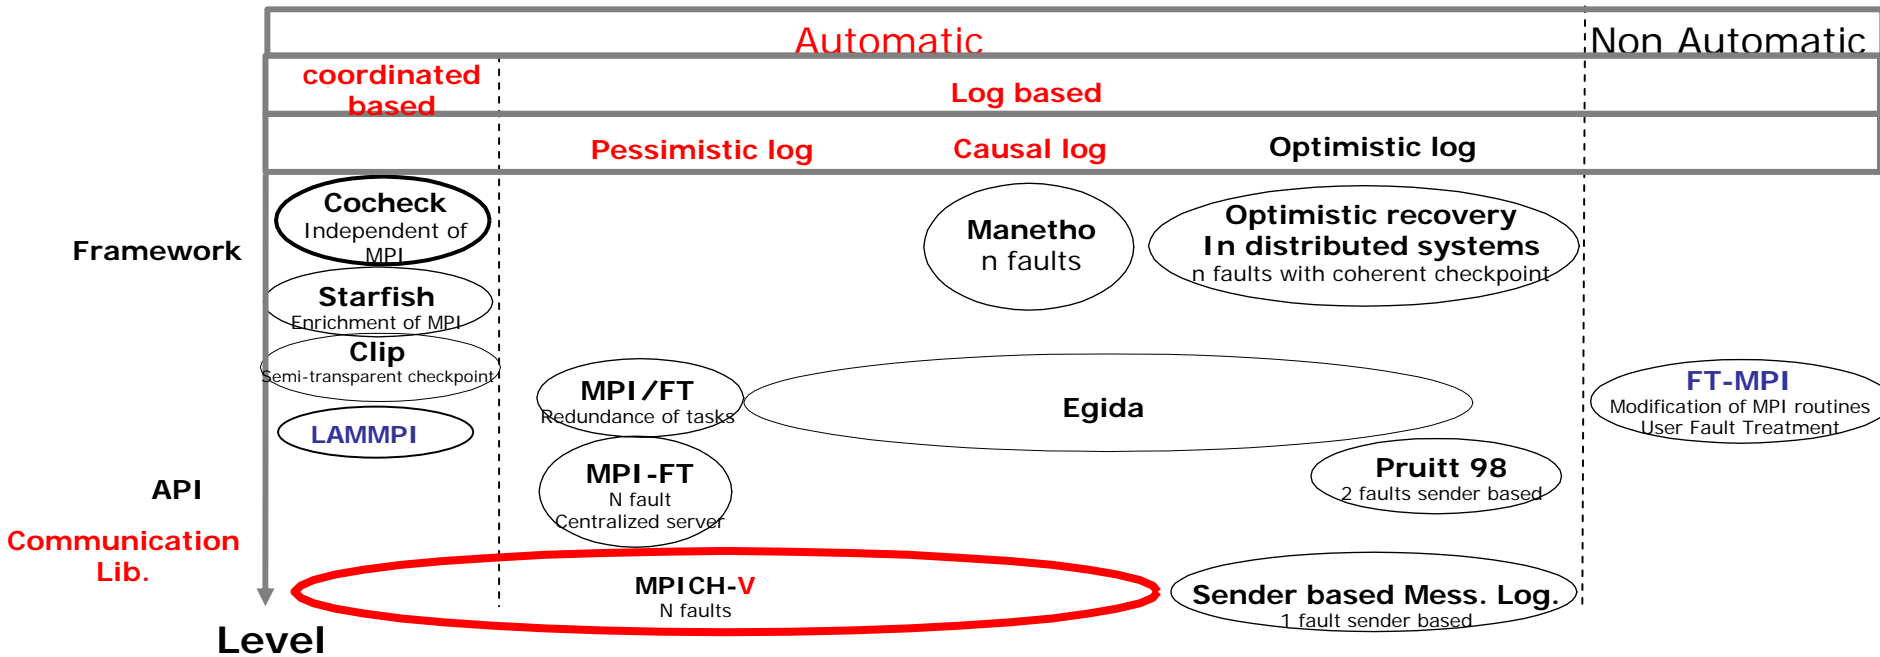 Automatic
Non Automatic
coordinated
based
Log based
Pessimistic log
Causal log
Optimistic log
Framework
Cocheck
Independent of
MPI
Starfish
Enrichment of MPI
Clip
Semi-transparent checkpoint
LAMMPI
Manetho
n faults
Optimistic recovery
In distributed systems
n faults with coherent checkpoint
MPI/FT
Redundance of tasks
Egida
FT-MPI
Modification of MPI routines
User Fault Treatment
API
MPI-FT
N fault
Centralized server
Pruitt 98
2 faults sender based
Communication
Lib.
MPICH-V
N faults
Sender based Mess. Log.
1 fault sender based
Level